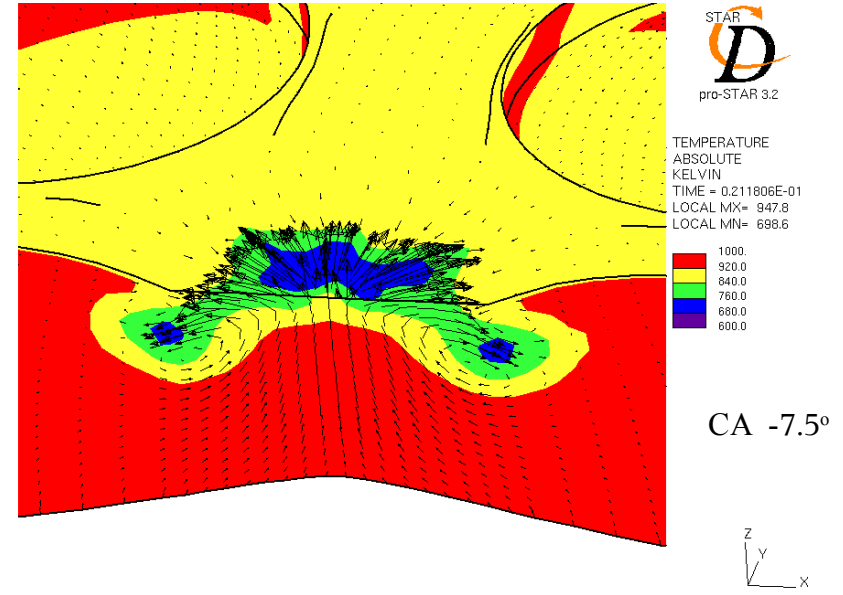 STAR
D
pro-STAR 3.2
TEMPERATURE
ABSOLUTE
KELVIN
TIME = 0.211806E-01
LOCAL MX= 947.8
LOCAL MN= 698.6
1000.
920.0
840.0
760.0
680.0
600.0
CA -7.5º
Z
Y
X